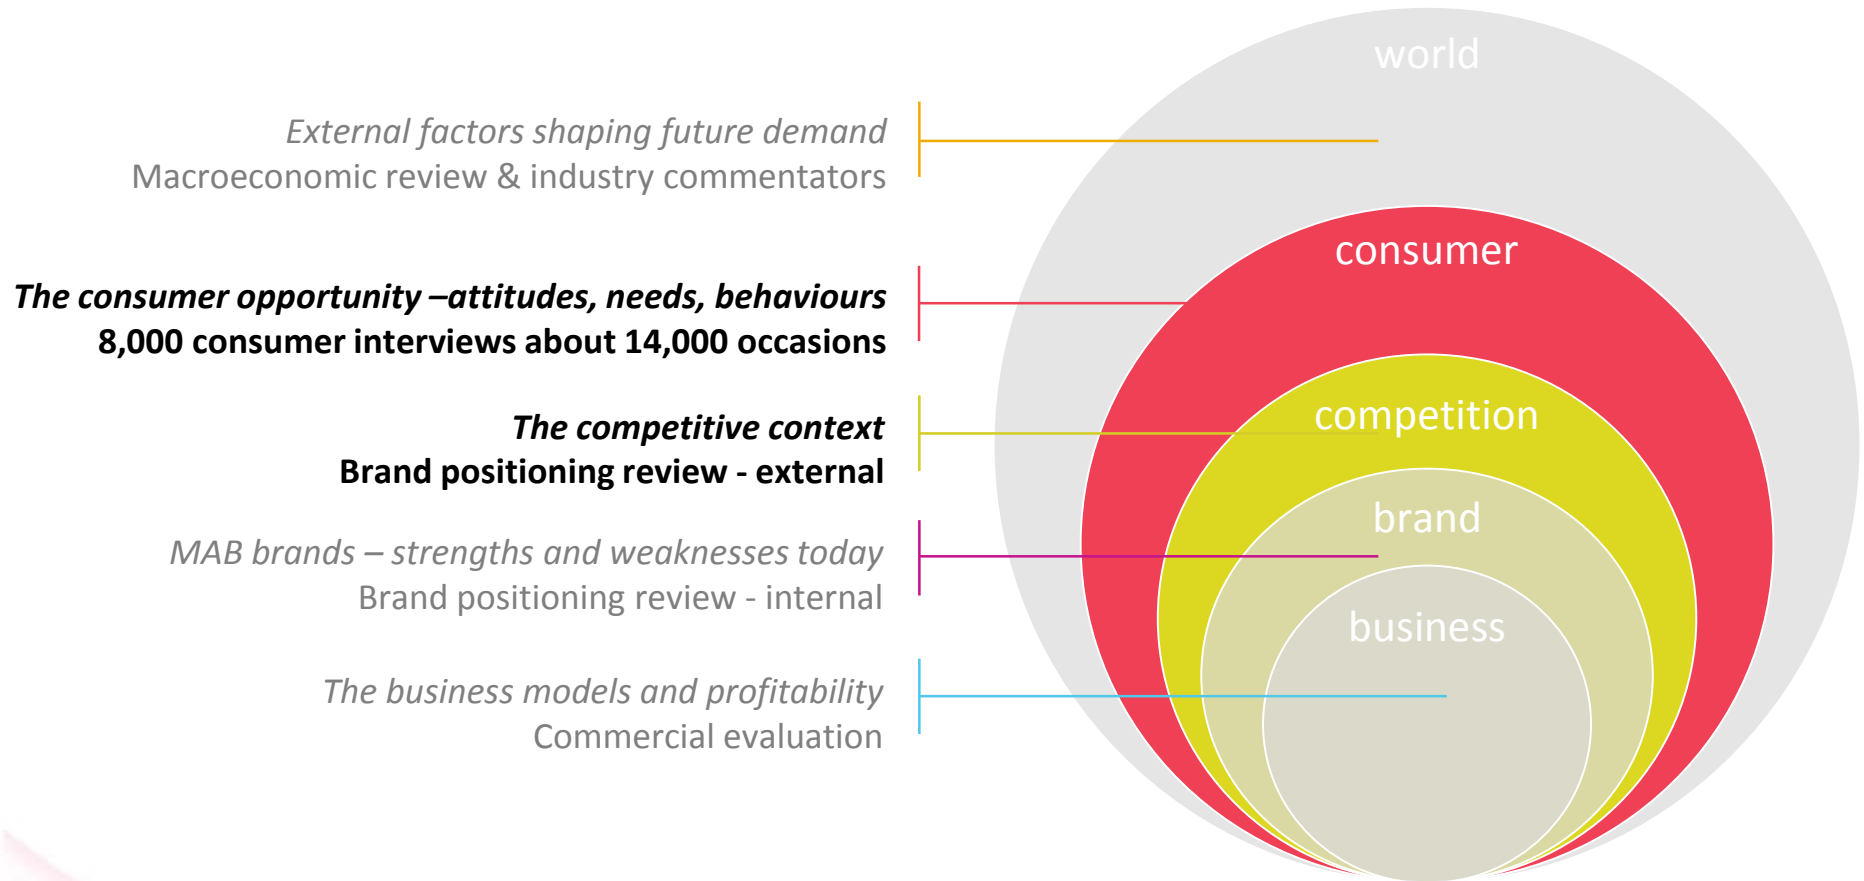 world
External factors shaping future demand
Macroeconomic review & industry commentators
consumer
The consumer opportunity –attitudes, needs, behaviours
8,000 consumer interviews about 14,000 occasions
competition
The competitive context
Brand positioning review - external
brand
MAB brands – strengths and weaknesses today
Brand positioning review - internal
business
The business models and profitability
Commercial evaluation